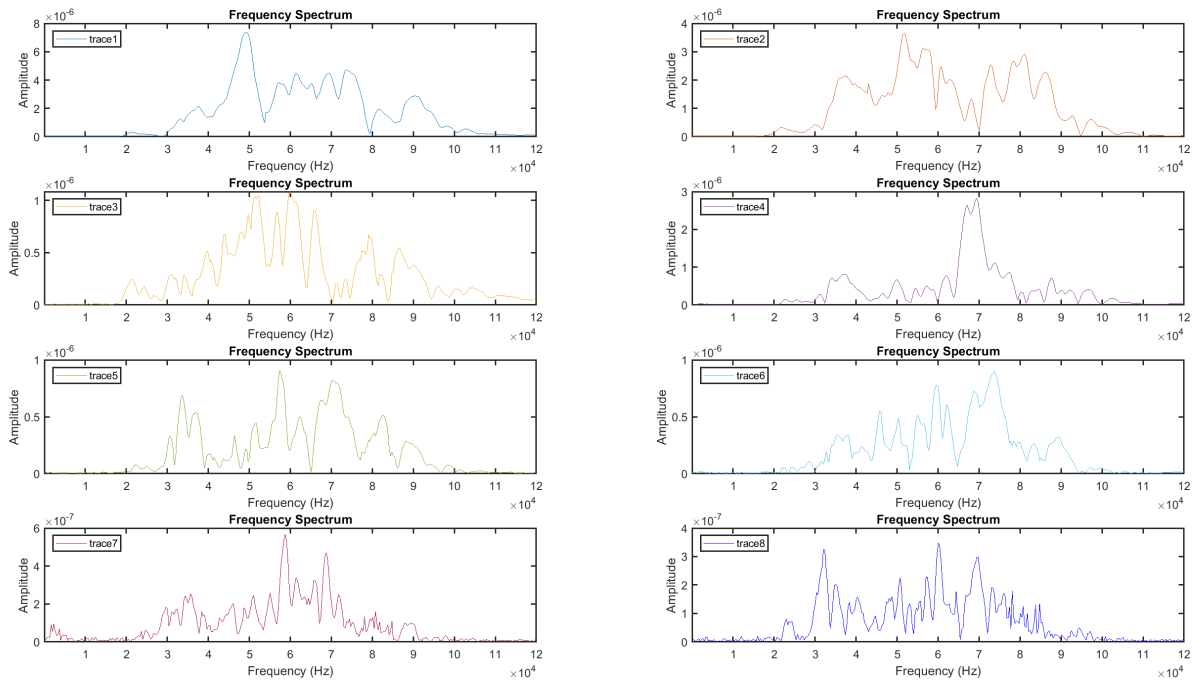 Frequency Spectrum
×10⁻⁶
8
6
4
2
0
Amplitude
trace1
1 2 3 4 5 6 7 8 9 10 11 12
Frequency (Hz)
×10⁴
Frequency Spectrum
×10⁻⁶
4
3
2
1
0
Amplitude
trace2
1 2 3 4 5 6 7 8 9 10 11 12
Frequency (Hz)
×10⁴
Frequency Spectrum
×10⁻⁶
1
0.5
0
Amplitude
trace3
1 2 3 4 5 6 7 8 9 10 11 12
Frequency (Hz)
×10⁴
Frequency Spectrum
×10⁻⁶
3
2
1
0
Amplitude
trace4
1 2 3 4 5 6 7 8 9 10 11 12
Frequency (Hz)
×10⁴
Frequency Spectrum
×10⁻⁶
1
0.5
0
Amplitude
trace5
1 2 3 4 5 6 7 8 9 10 11 12
Frequency (Hz)
×10⁴
Frequency Spectrum
×10⁻⁶
1
0.5
0
Amplitude
trace6
1 2 3 4 5 6 7 8 9 10 11 12
Frequency (Hz)
×10⁴
Frequency Spectrum
×10⁻⁷
6
4
2
0
Amplitude
trace7
1 2 3 4 5 6 7 8 9 10 11 12
Frequency (Hz)
×10⁴
Frequency Spectrum
×10⁻⁷
4
3
2
1
0
Amplitude
trace8
1 2 3 4 5 6 7 8 9 10 11 12
Frequency (Hz)
×10⁴